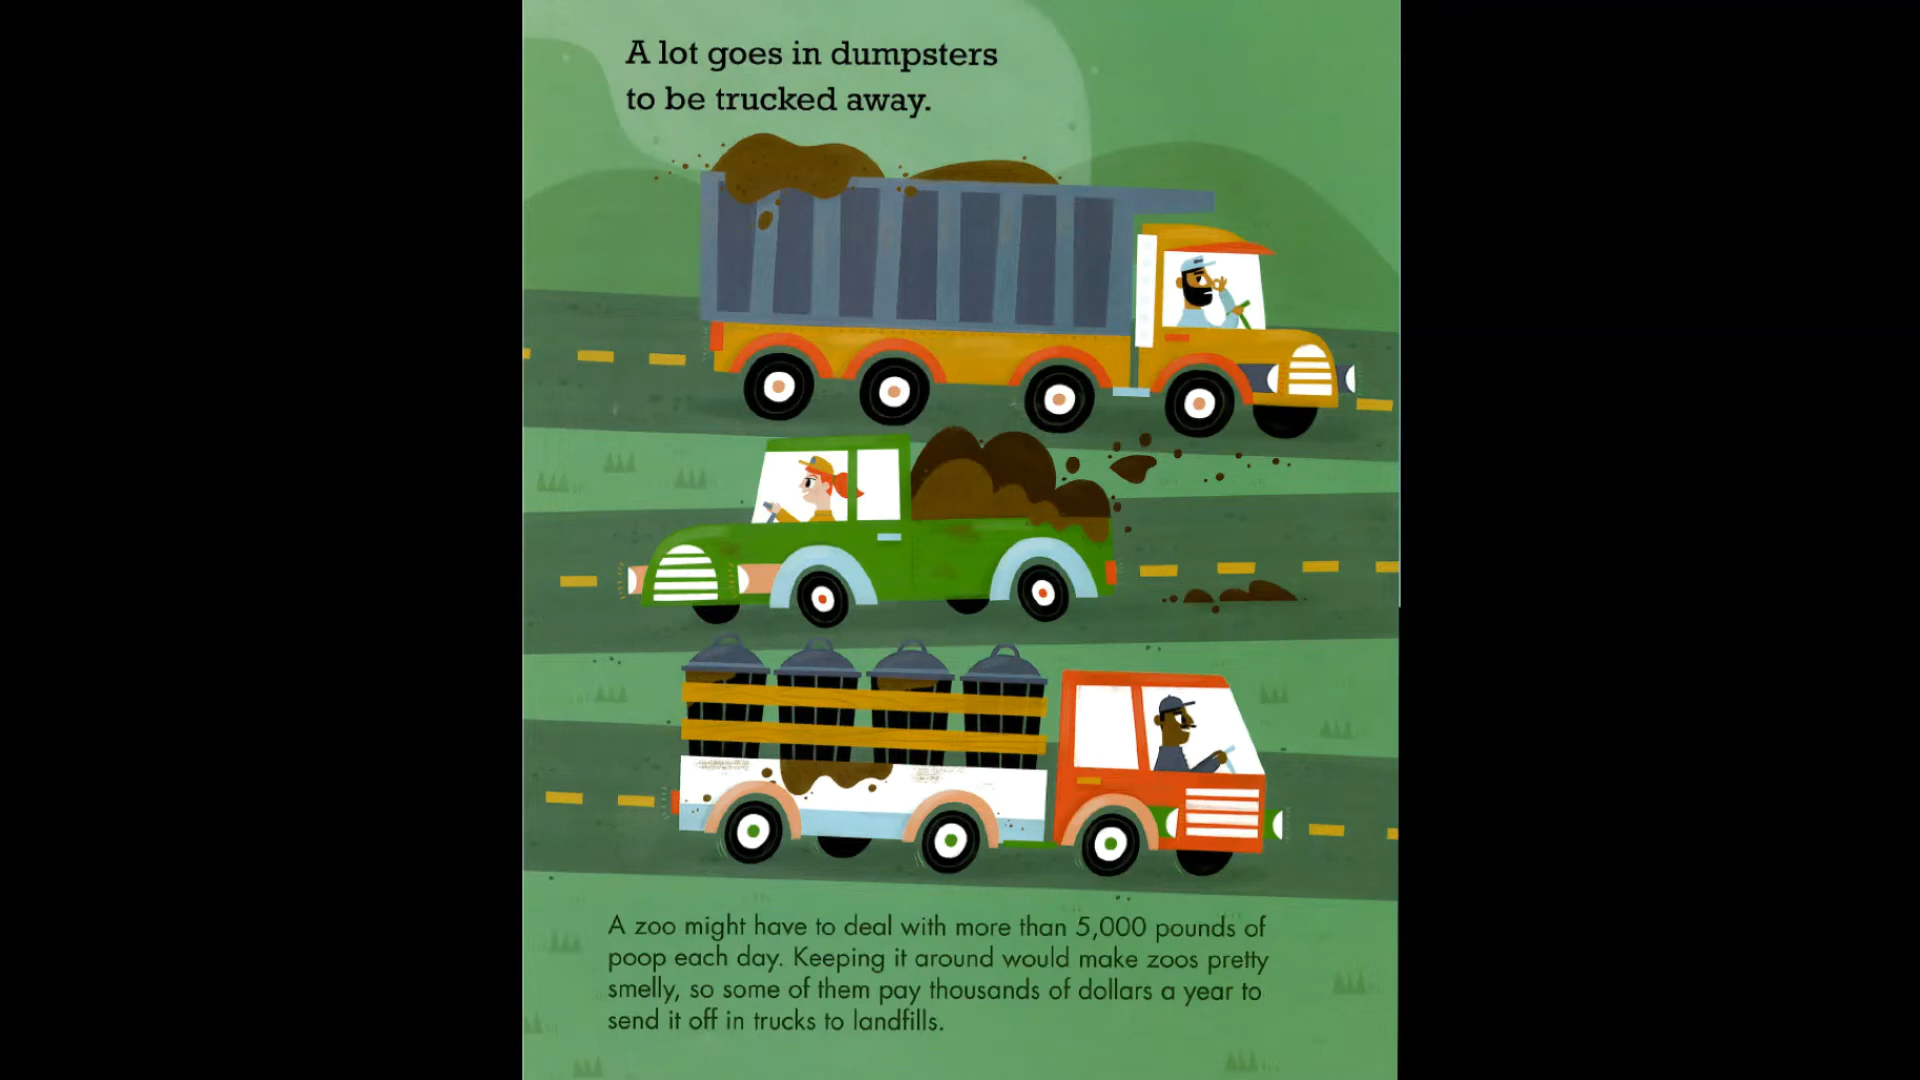 A lot goes in dumpsters
to be trucked away.
A zoo might have to deal with more than 5,000 pounds of
poop each day. Keeping it around would make zoos pretty
smelly, so some of them pay thousands of dollars a year to
send it off in trucks to landfills.